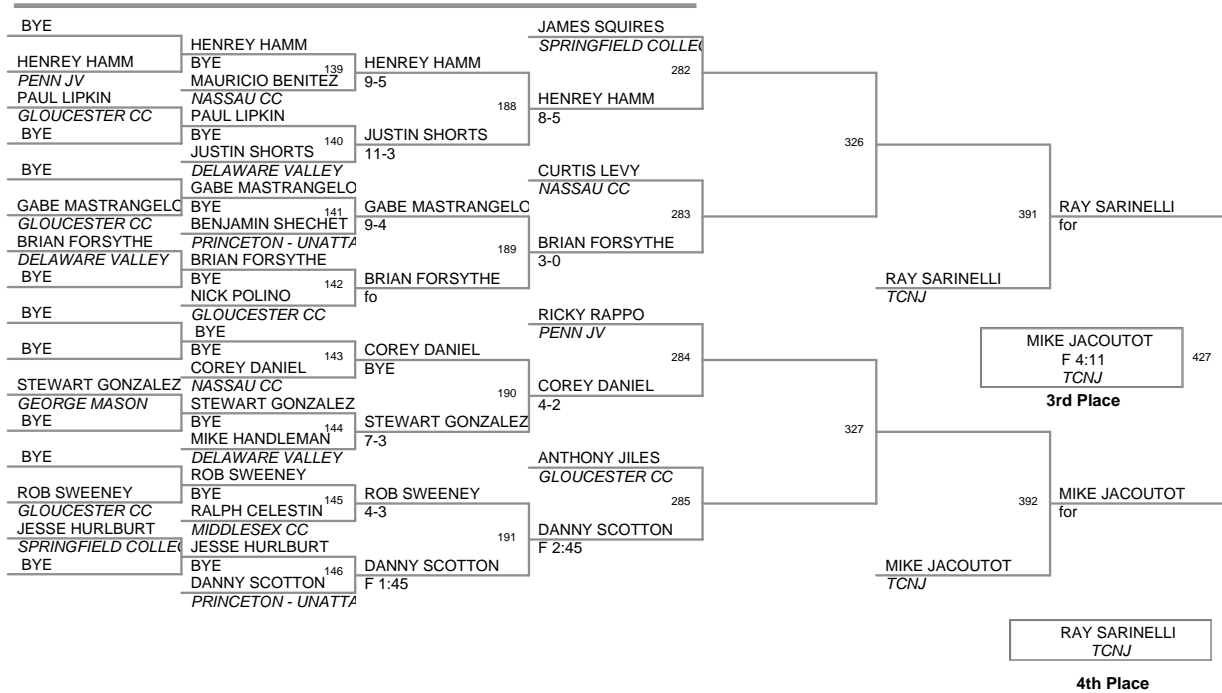 BYE
HENREY HAMM
PENN JV
PAUL LIPKIN
GLOUCESTER CC
BYE
BYE
GABE MASTRANGELO
GLOUCESTER CC
BRIAN FORSYTHE
DELAWARE VALLEY
BYE
BYE
BYE
STEWART GONZALEZ
GEORGE MASON
BYE
BYE
ROB SWEENEY
GLOUCESTER CC
JESSE HURLBURT
SPRINGFIELD COLLEG
BYE
HENREY HAMM
BYE
139
MAURICIO BENITEZ
NASSAU CC
PAUL LIPKIN
BYE
140
JUSTIN SHORTS
DELAWARE VALLEY
GABE MASTRANGELO
BYE
141
BENJAMIN SHECHET
PRINCETON - UNATTA
BRIAN FORSYTHE
BYE
142
NICK POLINO
GLOUCESTER CC
BYE
BYE
143
COREY DANIEL
NASSAU CC
STEWART GONZALEZ
BYE
144
MIKE HANDLEMAN
DELAWARE VALLEY
ROB SWEENEY
BYE
145
RALPH CELESTIN
MIDDLESEX CC
JESSE HURLBURT
BYE
146
DANNY SCOTTON
PRINCETON - UNATTA
HENREY HAMM
9-5
188
JUSTIN SHORTS
11-3
GABE MASTRANGELO
9-4
189
BRIAN FORSYTHE
fo
COREY DANIEL
BYE
190
STEWART GONZALEZ
7-3
ROB SWEENEY
4-3
191
DANNY SCOTTON
F 1:45
JAMES SQUIRES
SPRINGFIELD COLLEG
282
HENREY HAMM
8-5
CURTIS LEVY
NASSAU CC
283
BRIAN FORSYTHE
3-0
RICKY RAPPO
PENN JV
284
COREY DANIEL
4-2
ANTHONY JILES
GLOUCESTER CC
285
DANNY SCOTTON
F 2:45
326
327
391
RAY SARINELLI
TCNJ
392
MIKE JACOUTOT
TCNJ
RAY SARINELLI
for
MIKE JACOUTOT
F 4:11
TCNJ
427
3rd Place
MIKE JACOUTOT
for
RAY SARINELLI
TCNJ
4th Place